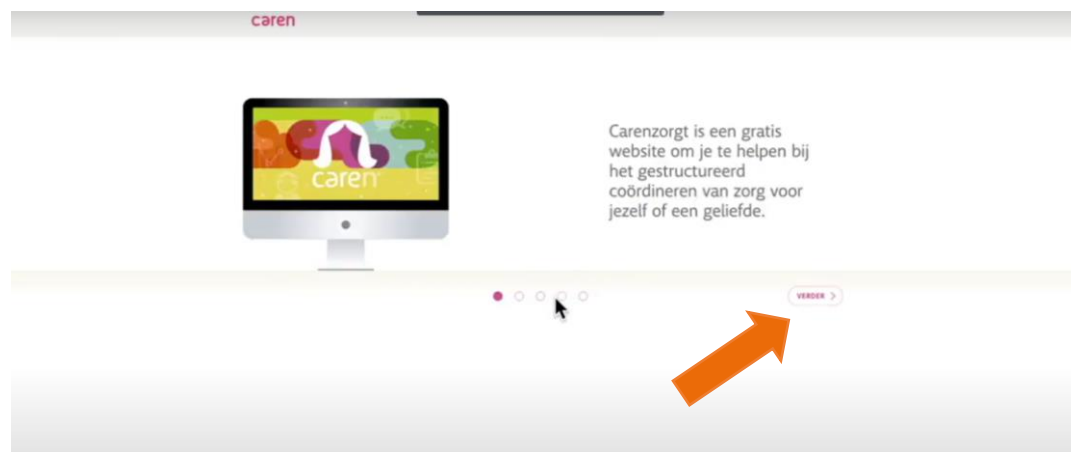 caren
caren
Carenzorgt is een gratis
website om je te helpen bij
het gestructureerd
coördineren van zorg voor
jezelf of een geliefde.
VERDER